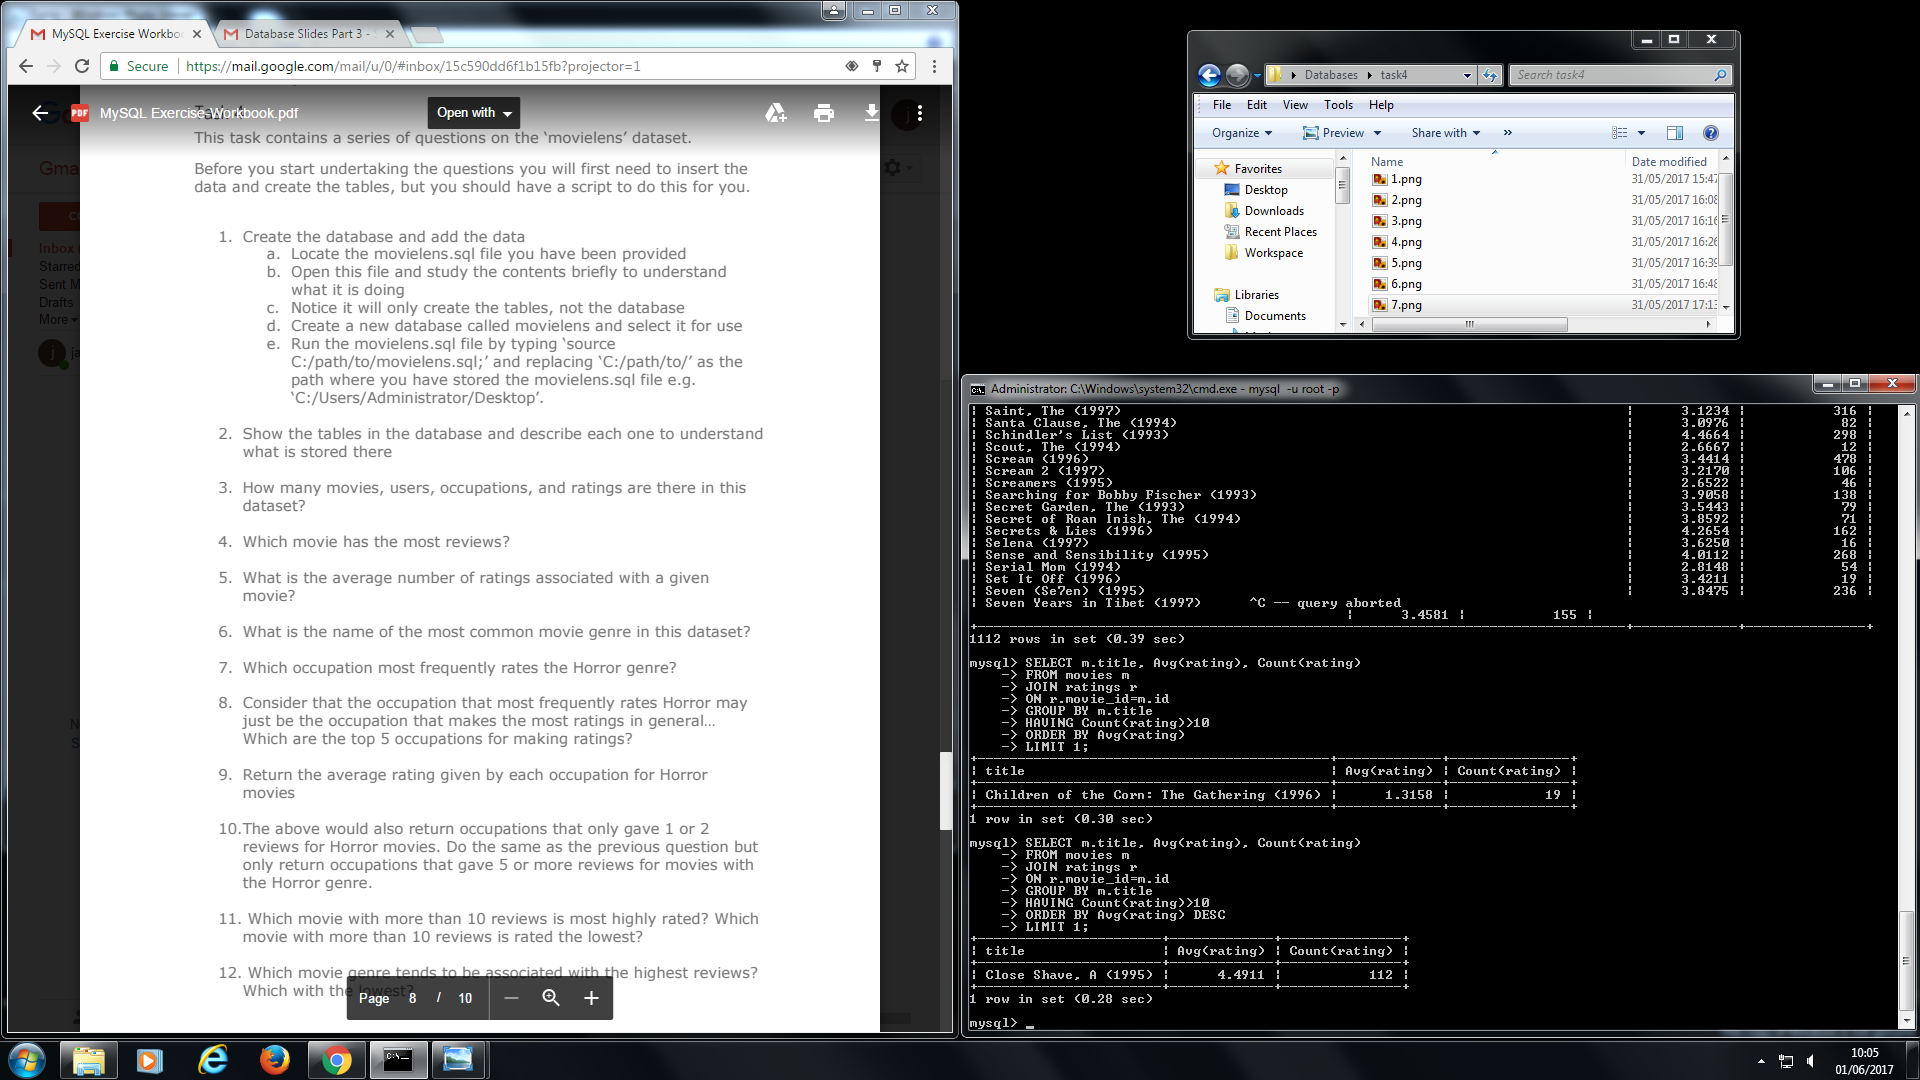 MySQL Exercise Workbo
Database Slides Part 3 -
Secure
https://mail.google.com/mail/u/0/#inbox/15c590dd6f1b15fb?projector=1
PDF
MySQL Exercise Workbook.pdf
Open with
This task contains a series of questions on the ‘movielens’ dataset.
Before you start undertaking the questions you will first need to insert the
data and create the tables, but you should have a script to do this for you.
1. Create the database and add the data
a. Locate the movielens.sql file you have been provided
b. Open this file and study the contents briefly to understand
what it is doing
c. Notice it will only create the tables, not the database
d. Create a new database called movielens and select it for use
e. Run the movielens.sql file by typing ‘source
C:/path/to/movielens.sql;’ and replacing ‘C:/path/to/’ as the
path where you have stored the movielens.sql file e.g.
‘C:/Users/Administrator/Desktop’.
2. Show the tables in the database and describe each one to understand
what is stored there
3. How many movies, users, occupations, and ratings are there in this
dataset?
4. Which movie has the most reviews?
5. What is the average number of ratings associated with a given
movie?
6. What is the name of the most common movie genre in this dataset?
7. Which occupation most frequently rates the Horror genre?
8. Consider that the occupation that most frequently rates Horror may
just be the occupation that makes the most ratings in general…
Which are the top 5 occupations for making ratings?
9. Return the average rating given by each occupation for Horror
movies
10.The above would also return occupations that only gave 1 or 2
reviews for Horror movies. Do the same as the previous question but
only return occupations that gave 5 or more reviews for movies with
the Horror genre.
11. Which movie with more than 10 reviews is most highly rated? Which
movie with more than 10 reviews is rated the lowest?
12. Which movie genre tends to be associated with the highest reviews?
Which with the lowest?
Page 8 / 10
Gma
Inbox
Starred
Sent M
Drafts
More
j
Databases
task4
Search task4
File Edit View Tools Help
Organize
Preview
Share with
»
Favorites
Desktop
Downloads
Recent Places
Workspace
Libraries
Documents
Name Date modified
1.png 31/05/2017 15:47
2.png 31/05/2017 16:08
3.png 31/05/2017 16:16
4.png 31/05/2017 16:26
5.png 31/05/2017 16:39
6.png 31/05/2017 16:48
7.png 31/05/2017 17:13
Administrator: C:\Windows\system32\cmd.exe - mysql -u root -p
| Saint, The (1997) | 3.1234 | 316 |
| Santa Clause, The (1994) | 3.0976 | 82 |
| Schindler's List (1993) | 4.4664 | 298 |
| Scout, The (1994) | 2.6667 | 12 |
| Scream (1996) | 3.4414 | 478 |
| Scream 2 (1997) | 3.2170 | 106 |
| Screamers (1995) | 2.6522 | 46 |
| Searching for Bobby Fischer (1993) | 3.9058 | 138 |
| Secret Garden, The (1993) | 3.5443 | 79 |
| Secret of Roan Inish, The (1994) | 3.8592 | 71 |
| Secrets & Lies (1996) | 4.2654 | 162 |
| Selena (1997) | 3.6250 | 16 |
| Sense and Sensibility (1995) | 4.0112 | 268 |
| Serial Mom (1994) | 2.8148 | 54 |
| Set It Off (1996) | 3.4211 | 19 |
| Seven (Se7en) (1995) | 3.8475 | 236 |
| Seven Years in Tibet (1997) ^C -- query aborted
| 3.4581 | 155 |
1112 rows in set (0.39 sec)
mysql> SELECT m.title, Avg(rating), Count(rating)
-> FROM movies m
-> JOIN ratings r
-> ON r.movie_id=m.id
-> GROUP BY m.title
-> HAVING Count(rating)>10
-> ORDER BY Avg(rating)
-> LIMIT 1;
| title | Avg(rating) | Count(rating) |
| Children of the Corn: The Gathering (1996) | 1.3158 | 19 |
1 row in set (0.30 sec)
mysql> SELECT m.title, Avg(rating), Count(rating)
-> FROM movies m
-> JOIN ratings r
-> ON r.movie_id=m.id
-> GROUP BY m.title
-> HAVING Count(rating)>10
-> ORDER BY Avg(rating) DESC
-> LIMIT 1;
| title | Avg(rating) | Count(rating) |
| Close Shave, A (1995) | 4.4911 | 112 |
1 row in set (0.28 sec)
mysql> _
10:05
01/06/2017